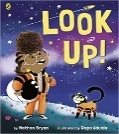 LOOK
UP!
by Nathan Bryon
illustrated by Dapo Adeola